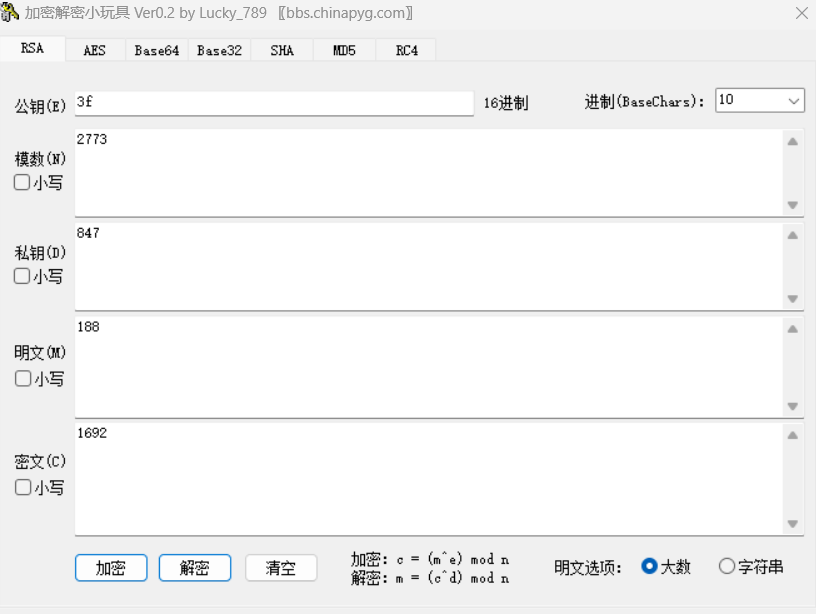 加密解密小玩具 Ver0.2 by Lucky_789 〖bbs.chinapyg.com〗
RSA AES Base64 Base32 SHA MD5 RC4
公钥(E) 3f 16进制 进制(BaseChars): 10
模数(N) 2773
小写
私钥(D) 847
小写
明文(M) 188
小写
密文(C) 1692
小写
加密 解密 清空 加密: c = (m^e) mod n 明文选项: 大数 字符串
解密: m = (c^d) mod n